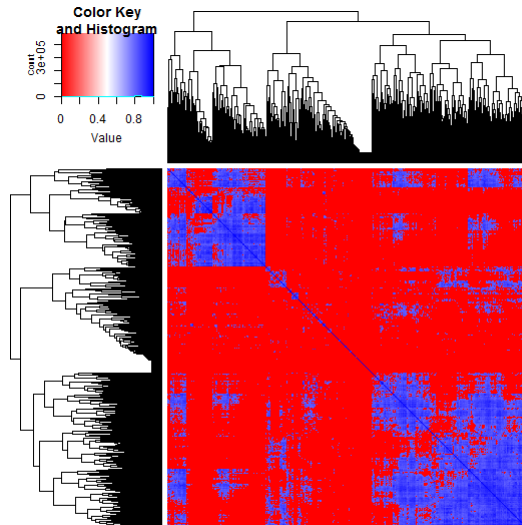 Color Key
and Histogram
Count
0 3e+05
0 0.4 0.8
Value